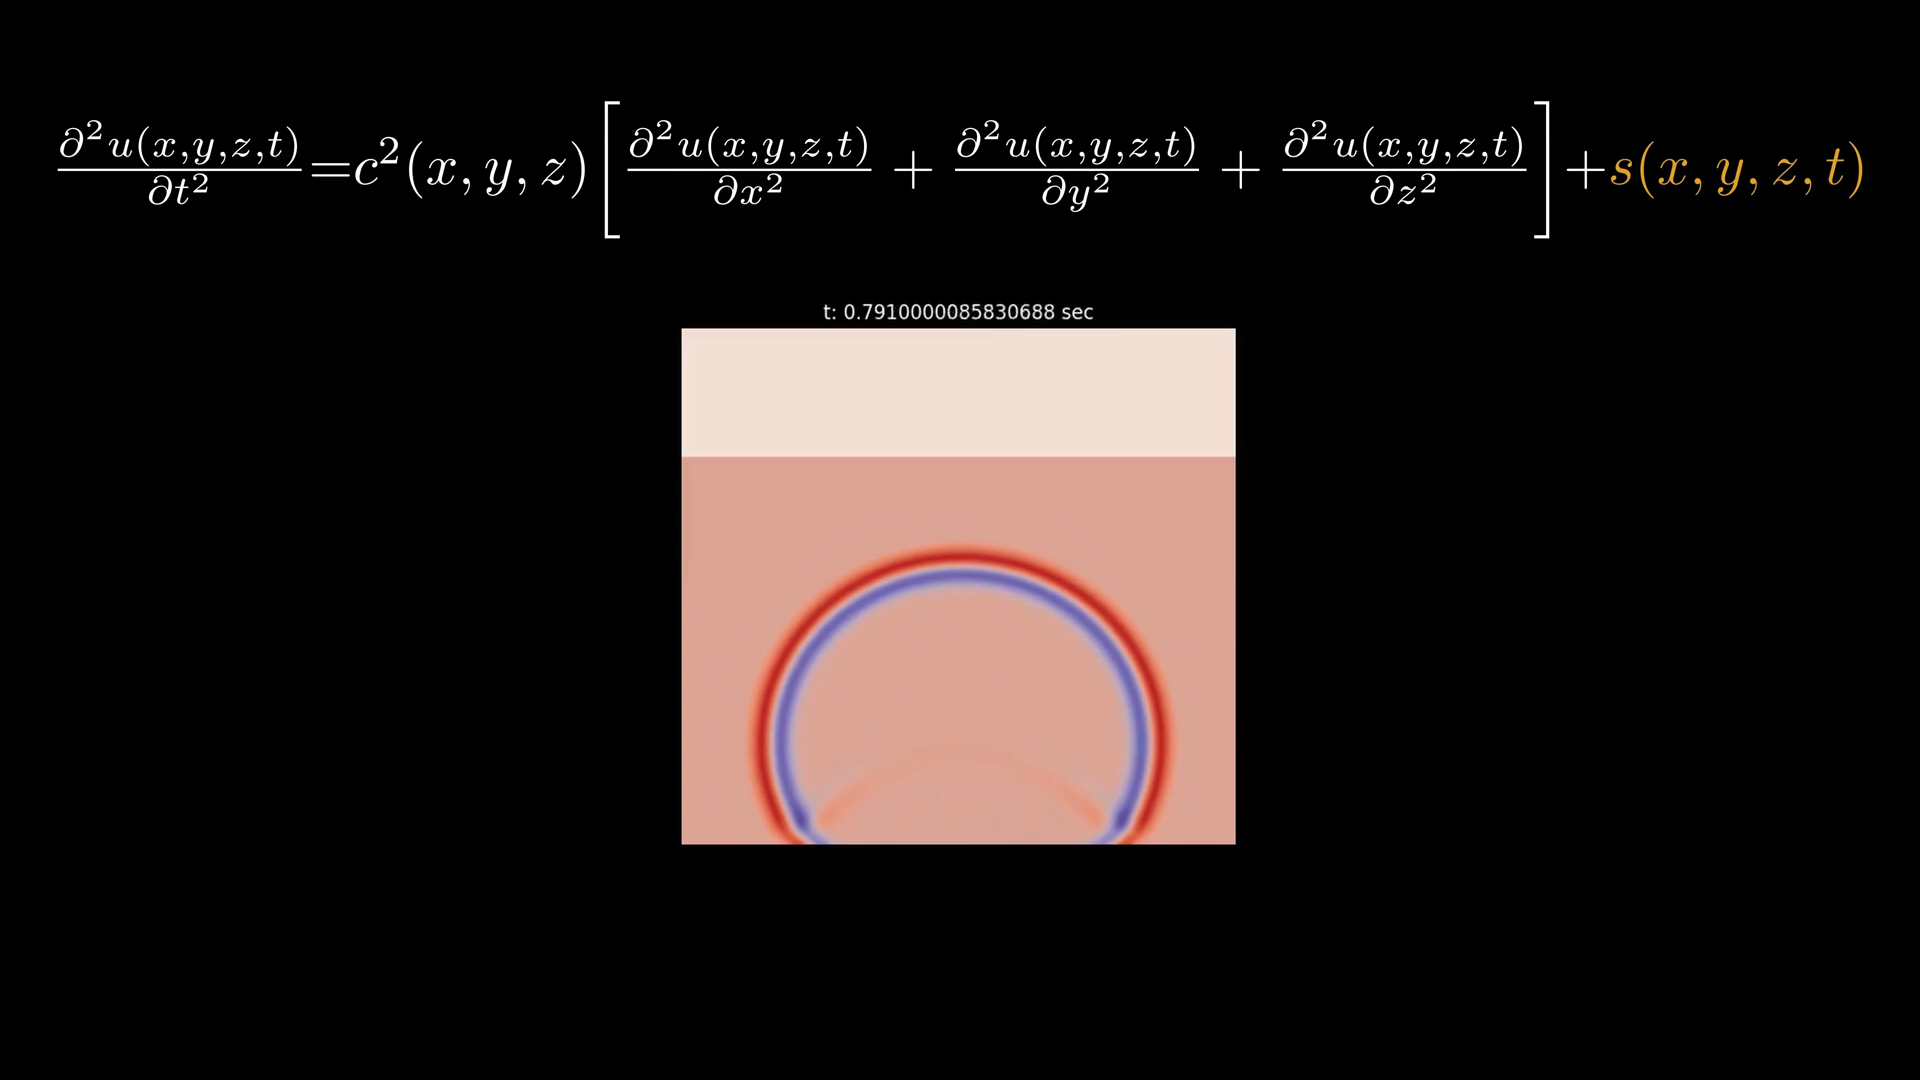 ∂²u(x,y,z,t)/∂t² = c²(x, y, z) [ ∂²u(x,y,z,t)/∂x² + ∂²u(x,y,z,t)/∂y² + ∂²u(x,y,z,t)/∂z² ] + s(x, y, z, t)
t: 0.7910000085830688 sec